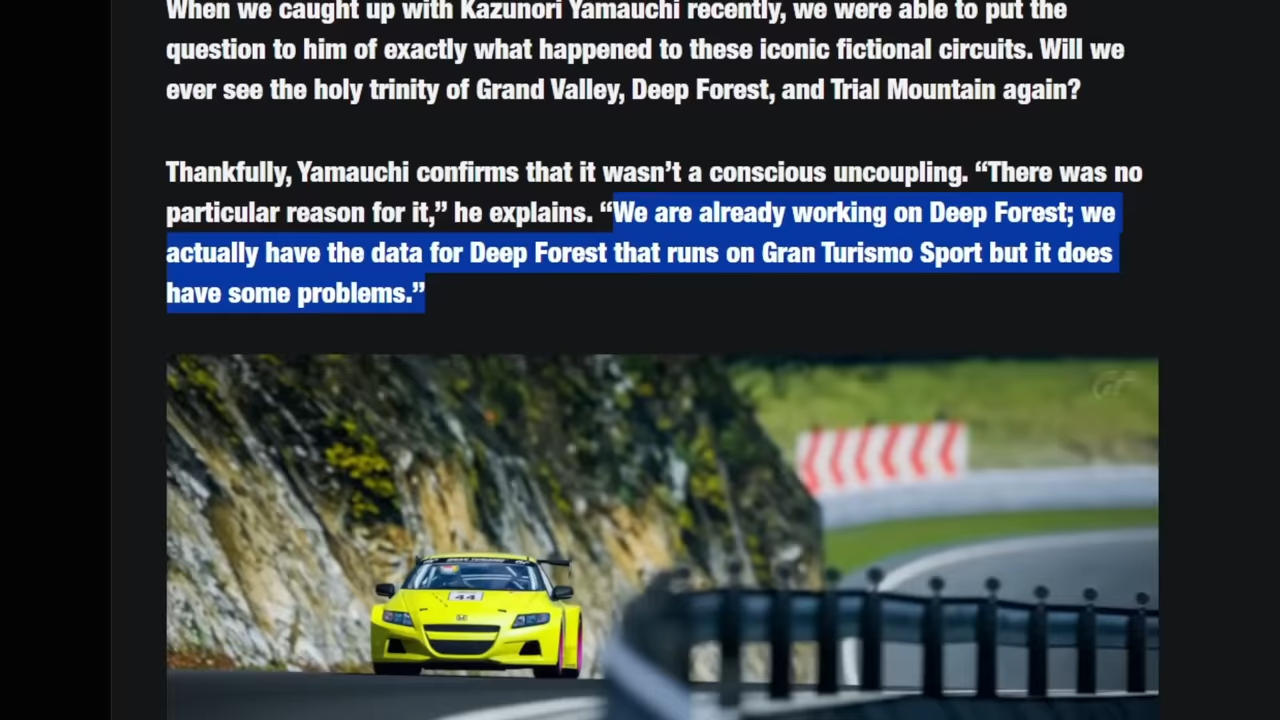 When we caught up with Kazunori Yamauchi recently, we were able to put the
question to him of exactly what happened to these iconic fictional circuits. Will we
ever see the holy trinity of Grand Valley, Deep Forest, and Trial Mountain again?
Thankfully, Yamauchi confirms that it wasn’t a conscious uncoupling. “There was no
particular reason for it,” he explains. “We are already working on Deep Forest; we
actually have the data for Deep Forest that runs on Gran Turismo Sport but it does
have some problems.”
44